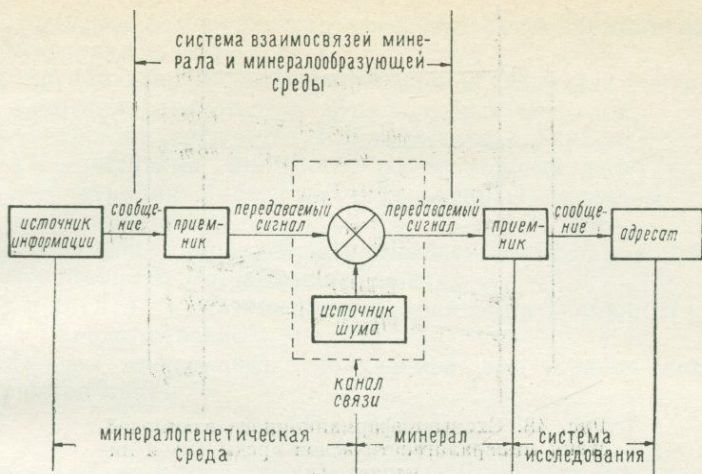 система взаимосвязей мине-
рала и минералообразующей
среды
источник
информации
сообще-
ние
прием-
ник
передаваемый
сигнал
передаваемый
сигнал
прием-
ник
сообще-
ние
адресат
источник
шума
канал
связи
минералогенетическая
среда
минерал
система
исследования